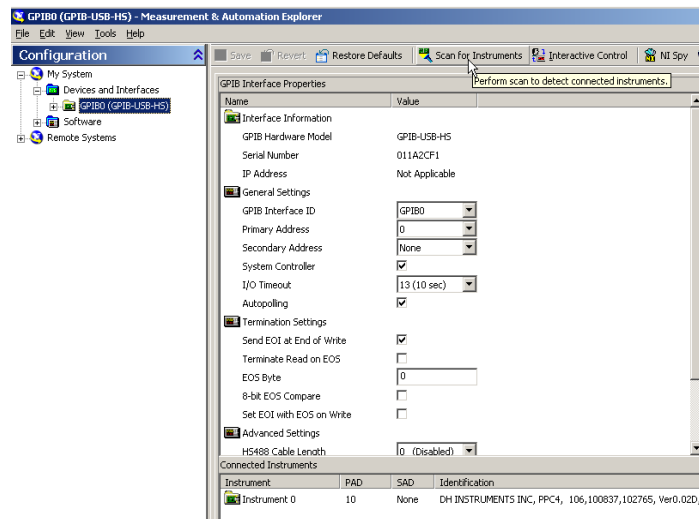 GPIB0 (GPIB-USB-HS) - Measurement & Automation Explorer
File Edit View Tools Help
Configuration
Save Revert Restore Defaults Scan for Instruments Interactive Control NI Spy
Perform scan to detect connected instruments.
My System
Devices and Interfaces
GPIB0 (GPIB-USB-HS)
Software
Remote Systems
GPIB Interface Properties
Name Value
Interface Information
GPIB Hardware Model GPIB-USB-HS
Serial Number 011A2CF1
IP Address Not Applicable
General Settings
GPIB Interface ID GPIB0
Primary Address 0
Secondary Address None
System Controller
I/O Timeout 13 (10 sec)
Autopolling
Termination Settings
Send EOI at End of Write
Terminate Read on EOS
EOS Byte 0
8-bit EOS Compare
Set EOI with EOS on Write
Advanced Settings
HS488 Cable Length 0 (Disabled)
Connected Instruments
Instrument PAD SAD Identification
Instrument 0 10 None DH INSTRUMENTS INC, PPC4, 106,100837,102765, Ver0.02D,